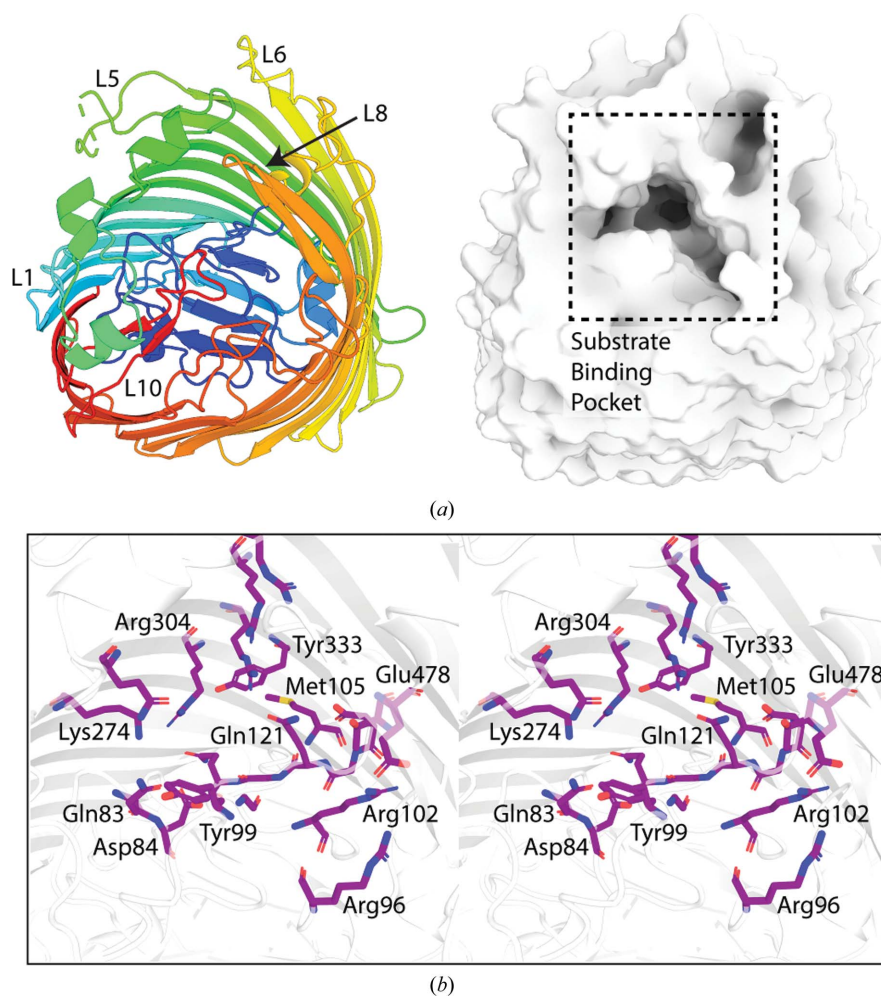 L6
L5
L8
L1
L10
Substrate
Binding
Pocket
(a)
Arg304
Tyr333
Glu478
Met105
Lys274
Gln121
Gln83
Tyr99
Arg102
Asp84
Arg96
Arg304
Tyr333
Glu478
Met105
Lys274
Gln121
Gln83
Tyr99
Arg102
Asp84
Arg96
(b)